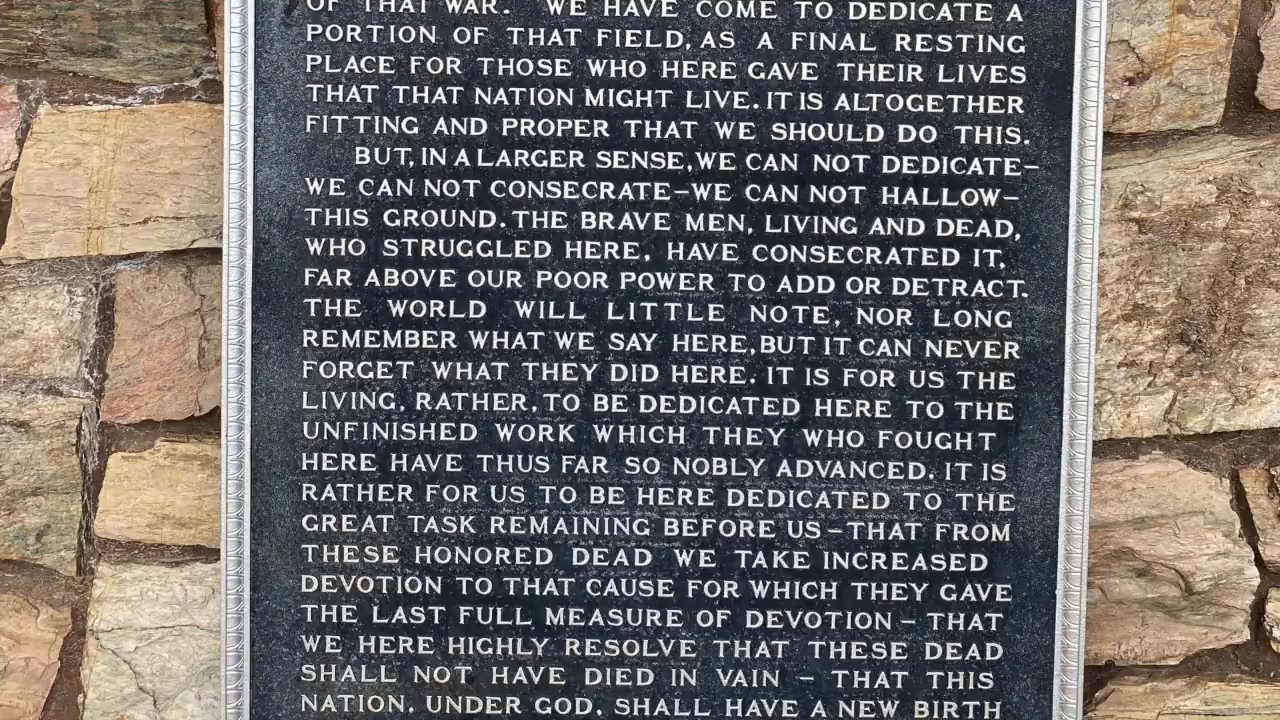 OF THAT WAR. WE HAVE COME TO DEDICATE A
PORTION OF THAT FIELD, AS A FINAL RESTING
PLACE FOR THOSE WHO HERE GAVE THEIR LIVES
THAT THAT NATION MIGHT LIVE. IT IS ALTOGETHER
FITTING AND PROPER THAT WE SHOULD DO THIS.
BUT, IN A LARGER SENSE, WE CAN NOT DEDICATE–
WE CAN NOT CONSECRATE–WE CAN NOT HALLOW–
THIS GROUND. THE BRAVE MEN, LIVING AND DEAD,
WHO STRUGGLED HERE, HAVE CONSECRATED IT,
FAR ABOVE OUR POOR POWER TO ADD OR DETRACT.
THE WORLD WILL LITTLE NOTE, NOR LONG
REMEMBER WHAT WE SAY HERE, BUT IT CAN NEVER
FORGET WHAT THEY DID HERE. IT IS FOR US THE
LIVING, RATHER, TO BE DEDICATED HERE TO THE
UNFINISHED WORK WHICH THEY WHO FOUGHT
HERE HAVE THUS FAR SO NOBLY ADVANCED. IT IS
RATHER FOR US TO BE HERE DEDICATED TO THE
GREAT TASK REMAINING BEFORE US–THAT FROM
THESE HONORED DEAD WE TAKE INCREASED
DEVOTION TO THAT CAUSE FOR WHICH THEY GAVE
THE LAST FULL MEASURE OF DEVOTION – THAT
WE HERE HIGHLY RESOLVE THAT THESE DEAD
SHALL NOT HAVE DIED IN VAIN – THAT THIS
NATION, UNDER GOD, SHALL HAVE A NEW BIRTH